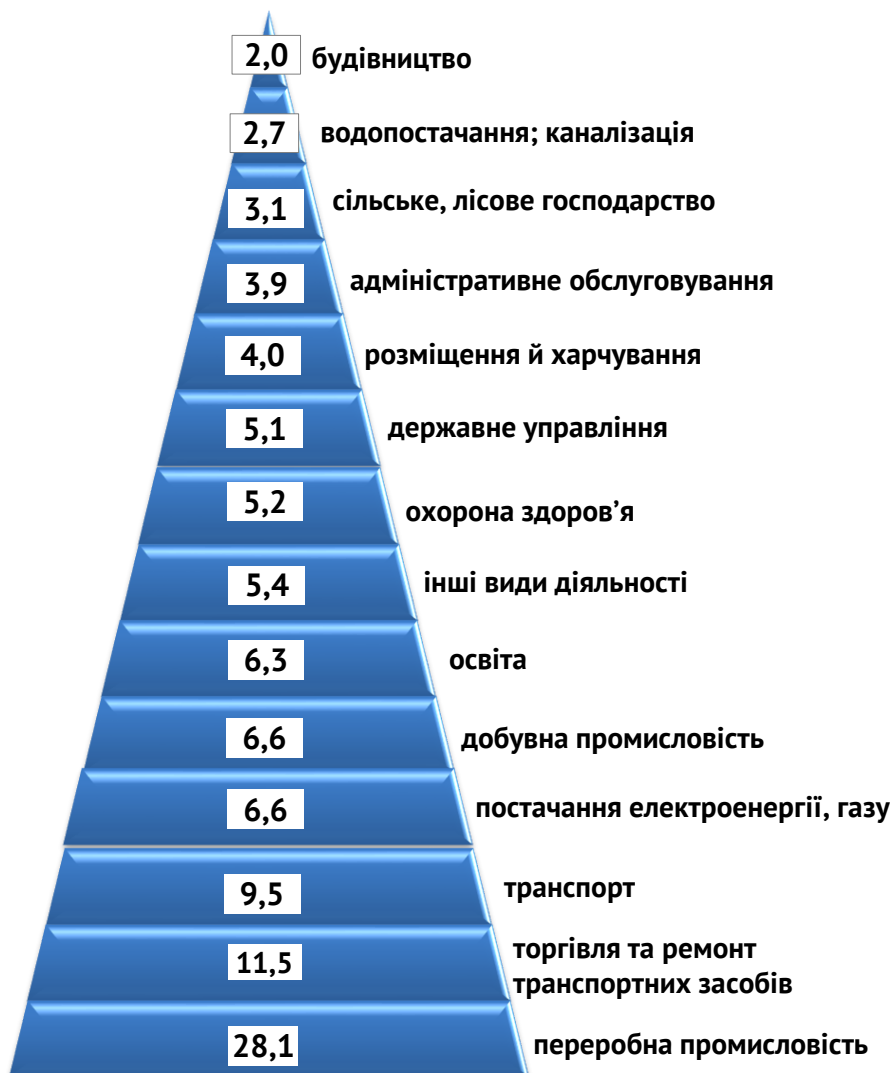 2,0 будівництво
2,7 водопостачання; каналізація
3,1 сільське, лісове господарство
3,9 адміністративне обслуговування
4,0 розміщення й харчування
5,1 державне управління
5,2 охорона здоров’я
5,4 інші види діяльності
6,3 освіта
6,6 добувна промисловість
6,6 постачання електроенергії, газу
9,5 транспорт
11,5 торгівля та ремонт
транспортних засобів
28,1 переробна промисловість